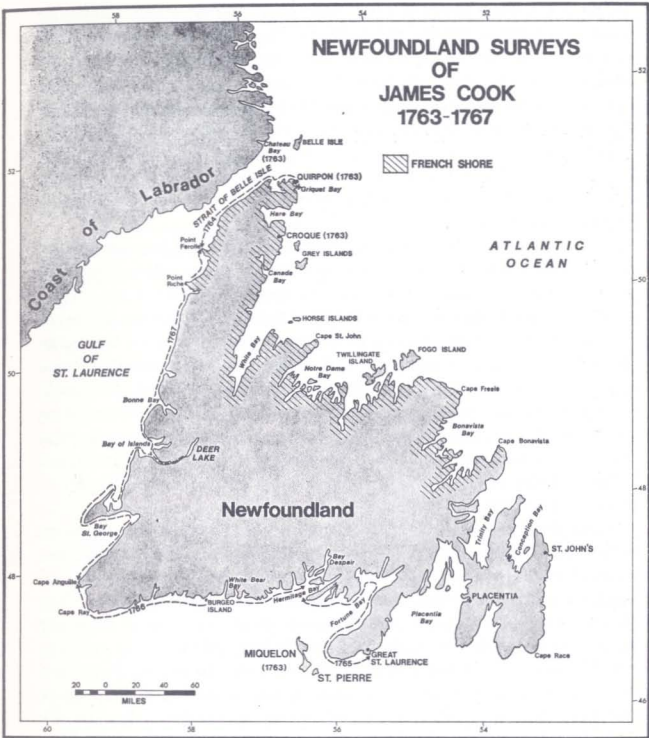 58
56
54
52
NEWFOUNDLAND SURVEYS
OF
JAMES COOK
1763-1767
52
FRENCH SHORE
Chateau
Bay
(1763)
BELLE ISLE
52
QUIRPON (1763)
Griquet Bay
STRAIT OF BELLE ISLE
1764
Coast of Labrador
Hare Bay
CROQUE (1763)
Point
Ferolle
GREY ISLANDS
ATLANTIC
OCEAN
Canada
Bay
Point
Riche
50
HORSE ISLANDS
1767
Cape St. John
GULF
OF
ST. LAURENCE
White Bay
TWILLINGATE
ISLAND
FOGO ISLAND
Notre Dame
Bay
50
Cape Freels
Bonne Bay
Bonavista
Bay
Cape Bonavista
Bay of Islands
DEER
LAKE
48
Newfoundland
Bay
St. George
Trinity Bay
Conception Bay
ST. JOHN'S
Bay
Despair
48
Cape Anguille
White Bear
Bay
Hermitage Bay
PLACENTIA
Cape Ray
1766
BURGEO
ISLAND
Fortune Bay
Placentia
Bay
MIQUELON
(1763)
1765
GREAT
ST. LAURENCE
Cape Race
ST. PIERRE
20 0 20 40 60
MILES
46
60
58
56
54